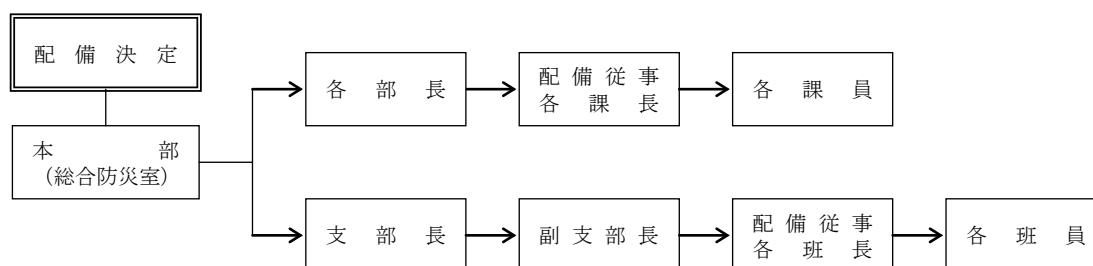 配備決定
本部
（総合防災室）
各部長
配備従事
各課長
各課員
支部長
副支部長
配備従事
各班長
各班員